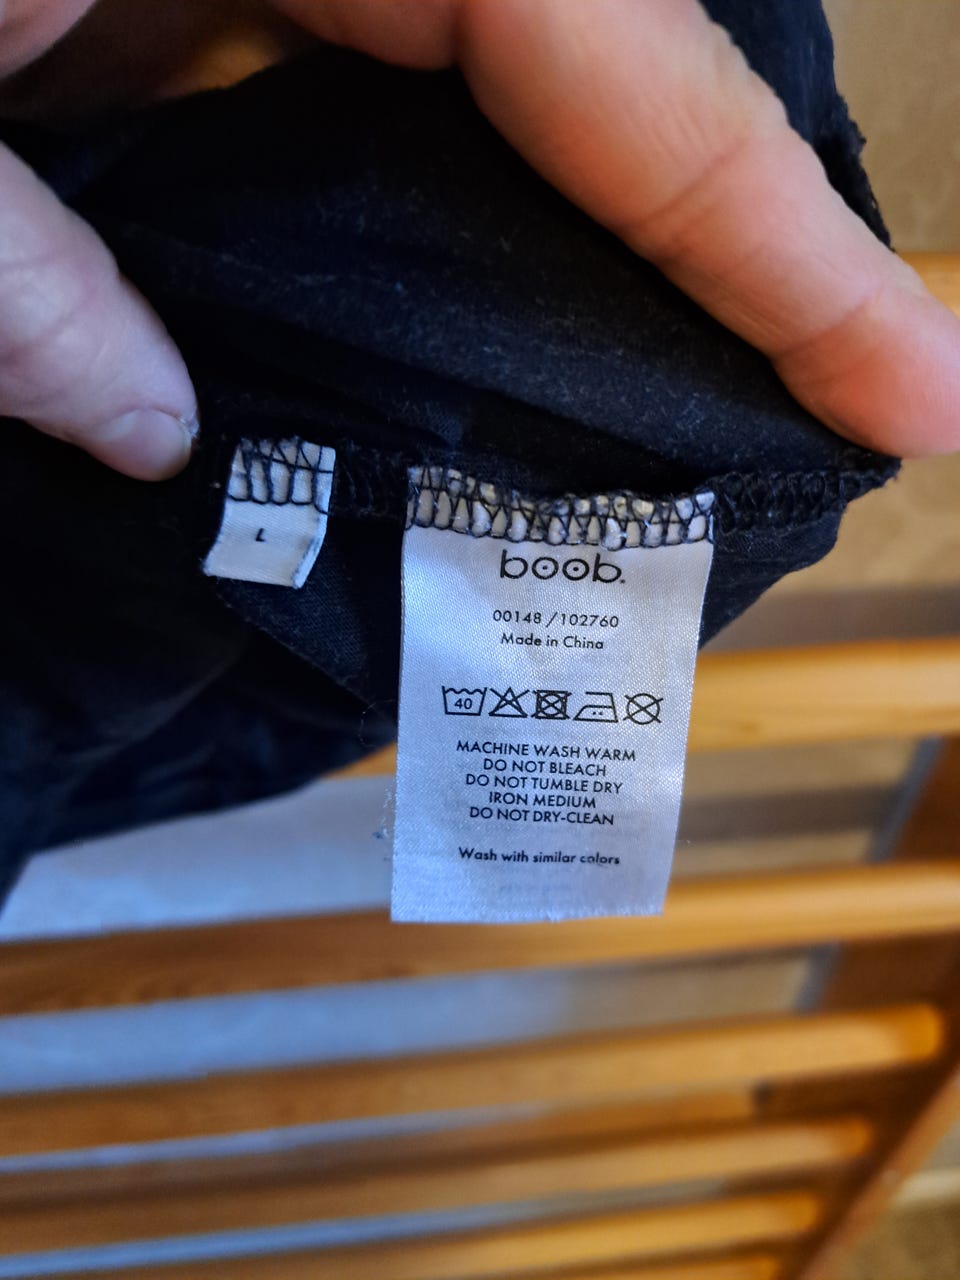 L
boob.
00148 / 102760
Made in China
40
MACHINE WASH WARM
DO NOT BLEACH
DO NOT TUMBLE DRY
IRON MEDIUM
DO NOT DRY-CLEAN
Wash with similar colors